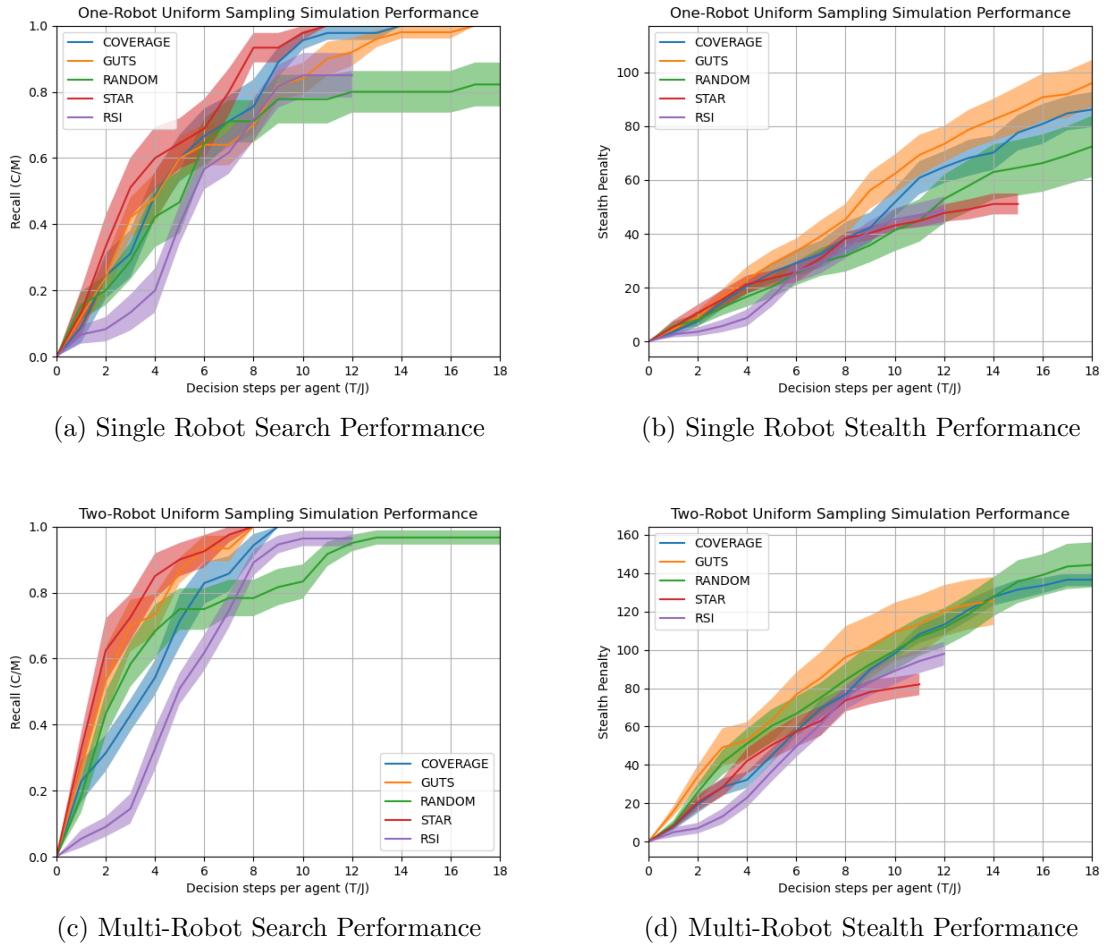 One-Robot Uniform Sampling Simulation Performance
1.0
0.8
0.6
0.4
0.2
0.0
Recall (C/M)
COVERAGE
GUTS
RANDOM
STAR
RSI
0 2 4 6 8 10 12 14 16 18
Decision steps per agent (T/J)
(a) Single Robot Search Performance
One-Robot Uniform Sampling Simulation Performance
100
80
60
40
20
0
Stealth Penalty
COVERAGE
GUTS
RANDOM
STAR
RSI
0 2 4 6 8 10 12 14 16 18
Decision steps per agent (T/J)
(b) Single Robot Stealth Performance
Two-Robot Uniform Sampling Simulation Performance
1.0
0.8
0.6
0.4
0.2
0.0
Recall (C/M)
COVERAGE
GUTS
RANDOM
STAR
RSI
0 2 4 6 8 10 12 14 16 18
Decision steps per agent (T/J)
(c) Multi-Robot Search Performance
Two-Robot Uniform Sampling Simulation Performance
160
140
120
100
80
60
40
20
0
Stealth Penalty
COVERAGE
GUTS
RANDOM
STAR
RSI
0 2 4 6 8 10 12 14 16 18
Decision steps per agent (T/J)
(d) Multi-Robot Stealth Performance